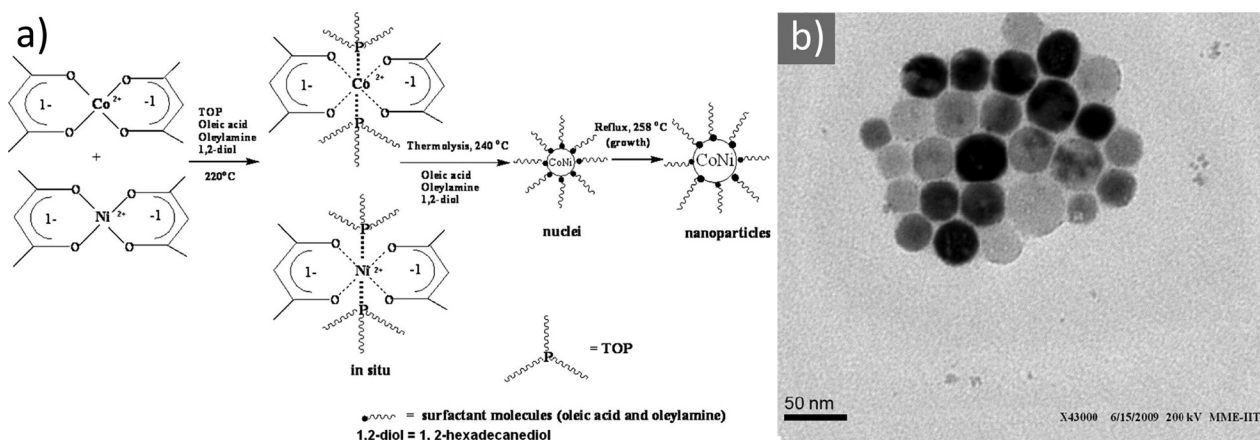 a)
O
O
Co 2+
1-
-1
O
O
+
O
O
Ni 2+
1-
-1
O
O
TOP
Oleic acid
Oleylamine
1,2-diol
220°C
P
O
O
1-
Co 2+
-1
O
O
P
P
O
O
1-
Ni 2+
-1
O
O
P
in situ
Thermolysis, 240 °C
Oleic acid
Oleylamine
1,2-diol
CoNi
nuclei
Reflux, 258 °C
(growth)
CoNi
nanoparticles
P
= TOP
= surfactant molecules (oleic acid and oleylamine)
1,2-diol = 1, 2-hexadecanediol
b)
50 nm
X43000 6/15/2009 200 kV MME-IIT